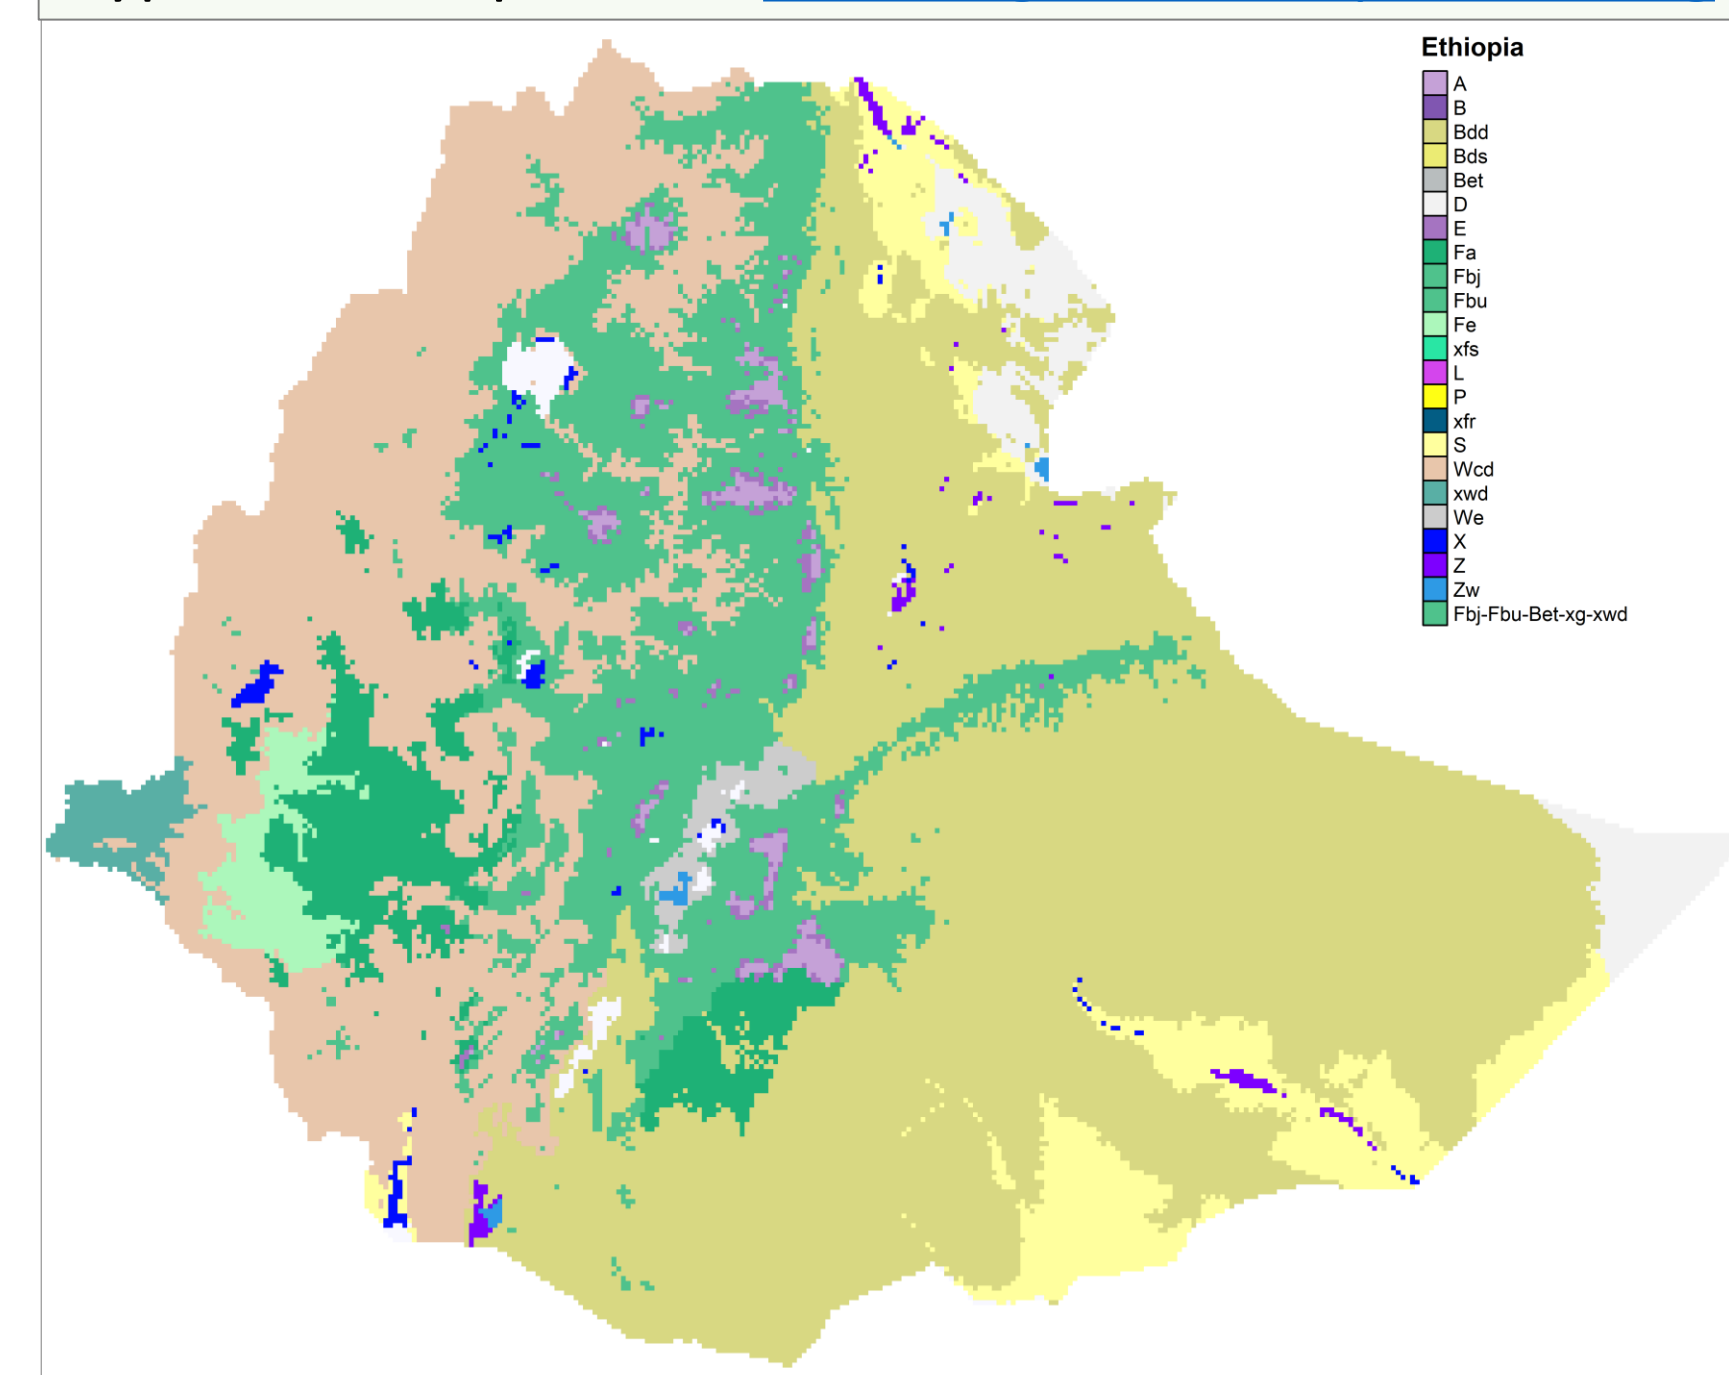 Ethiopia
A
B
Bdd
Bds
Bet
D
E
Fa
Fbj
Fbu
Fe
xfs
L
P
xfr
S
Wcd
xwd
We
X
Z
Zw
Fbj-Fbu-Bet-xg-xwd